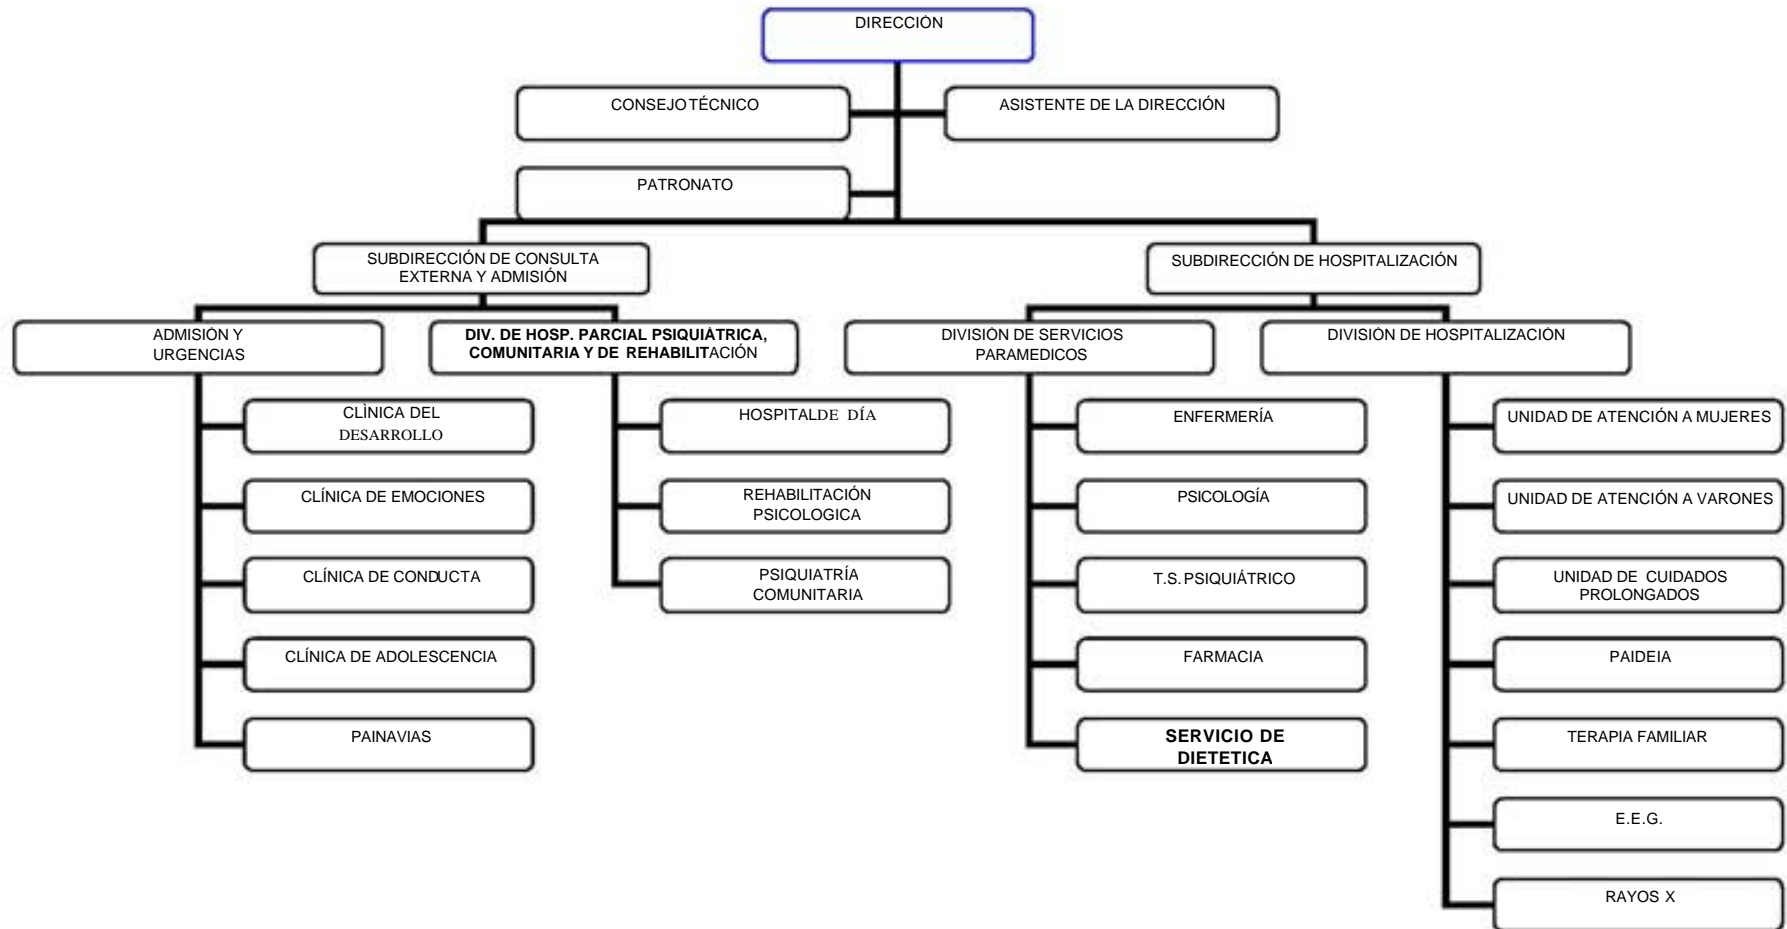 DIRECCIÓN
CONSEJO TÉCNICO
ASISTENTE DE LA DIRECCIÓN
PATRONATO
SUBDIRECCIÓN DE CONSULTA
EXTERNA Y ADMISIÓN
SUBDIRECCIÓN DE HOSPITALIZACIÓN
ADMISIÓN Y
URGENCIAS
DIV. DE HOSP. PARCIAL PSIQUIÁTRICA,
COMUNITARIA Y DE REHABILITACIÓN
DIVISIÓN DE SERVICIOS
PARAMEDICOS
DIVISIÓN DE HOSPITALIZACIÓN
CLÌNICA DEL
DESARROLLO
CLÍNICA DE EMOCIONES
CLÍNICA DE CONDUCTA
CLÍNICA DE ADOLESCENCIA
PAINAVIAS
HOSPITAL DE DÍA
REHABILITACIÓN
PSICOLOGICA
PSIQUIATRÍA
COMUNITARIA
ENFERMERÍA
PSICOLOGÍA
T.S. PSIQUIÁTRICO
FARMACIA
SERVICIO DE
DIETETICA
UNIDAD DE ATENCIÓN A MUJERES
UNIDAD DE ATENCIÓN A VARONES
UNIDAD DE CUIDADOS
PROLONGADOS
PAIDEIA
TERAPIA FAMILIAR
E.E.G.
RAYOS X